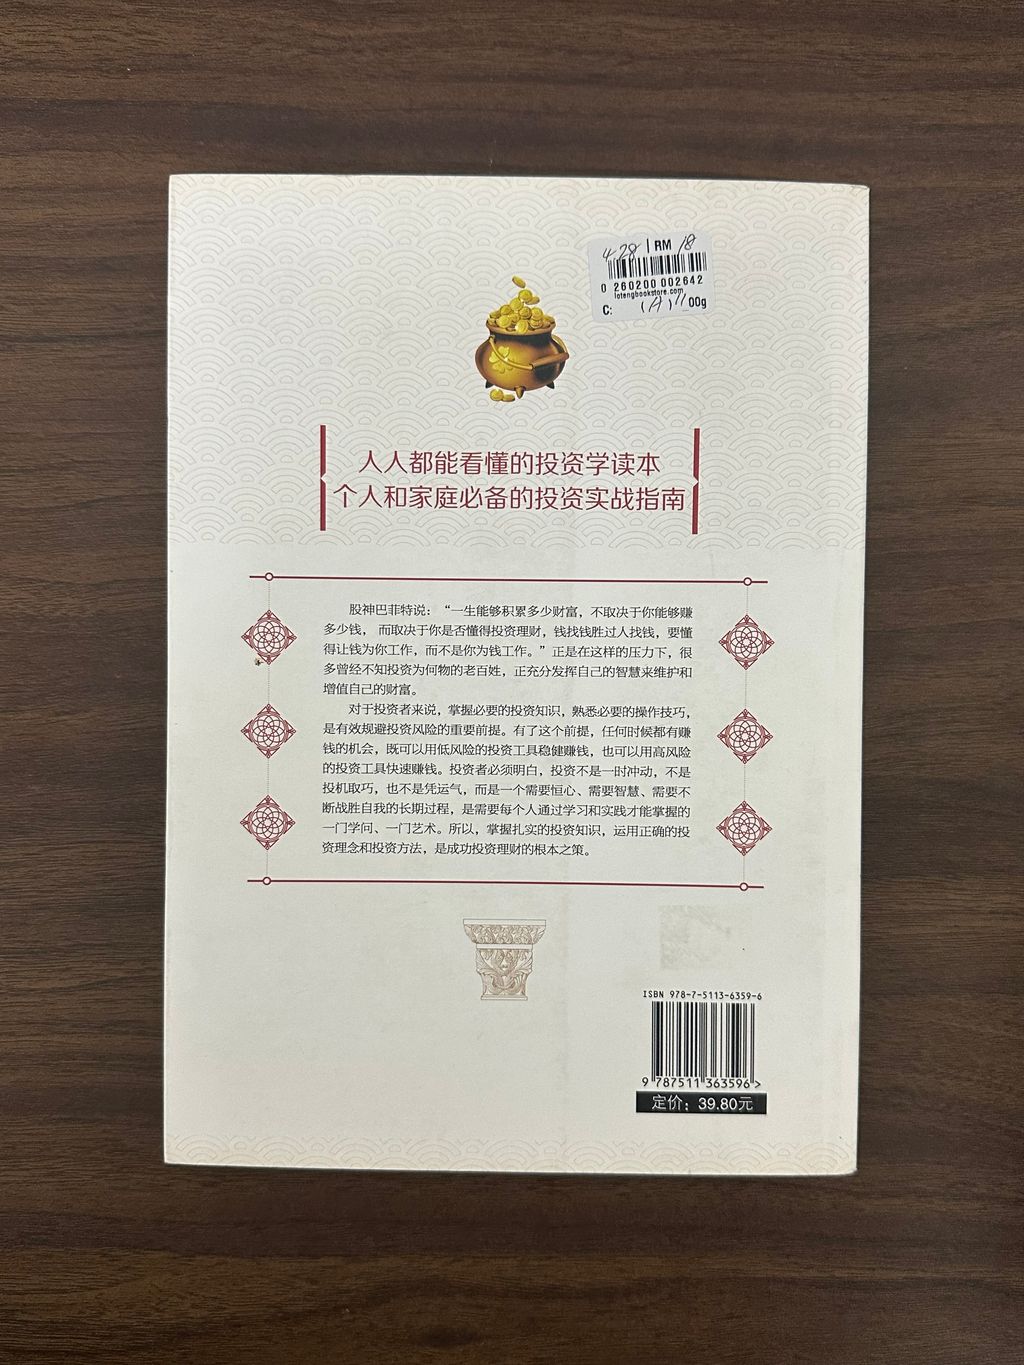 4-28 | RM 18
0 260200 002642
lotengbookstore.com
C: (A)11 00g
人人都能看懂的投资学读本
个人和家庭必备的投资实战指南
股神巴菲特说：“一生能够积累多少财富，不取决于你能够赚
多少钱， 而取决于你是否懂得投资理财，钱找钱胜过人找钱，要懂
得让钱为你工作，而不是你为钱工作。”正是在这样的压力下，很
多曾经不知投资为何物的老百姓，正充分发挥自己的智慧来维护和
增值自己的财富。
对于投资者来说，掌握必要的投资知识，熟悉必要的操作技巧，
是有效规避投资风险的重要前提。有了这个前提，任何时候都有赚
钱的机会，既可以用低风险的投资工具稳健赚钱，也可以用高风险
的投资工具快速赚钱。投资者必须明白，投资不是一时冲动，不是
投机取巧，也不是凭运气，而是一个需要恒心、需要智慧、需要不
断战胜自我的长期过程，是需要每个人通过学习和实践才能掌握的
一门学问、一门艺术。所以，掌握扎实的投资知识，运用正确的投
资理念和投资方法，是成功投资理财的根本之策。
ISBN 978-7-5113-6359-6
9 787511 363596 >
定价：39.80元